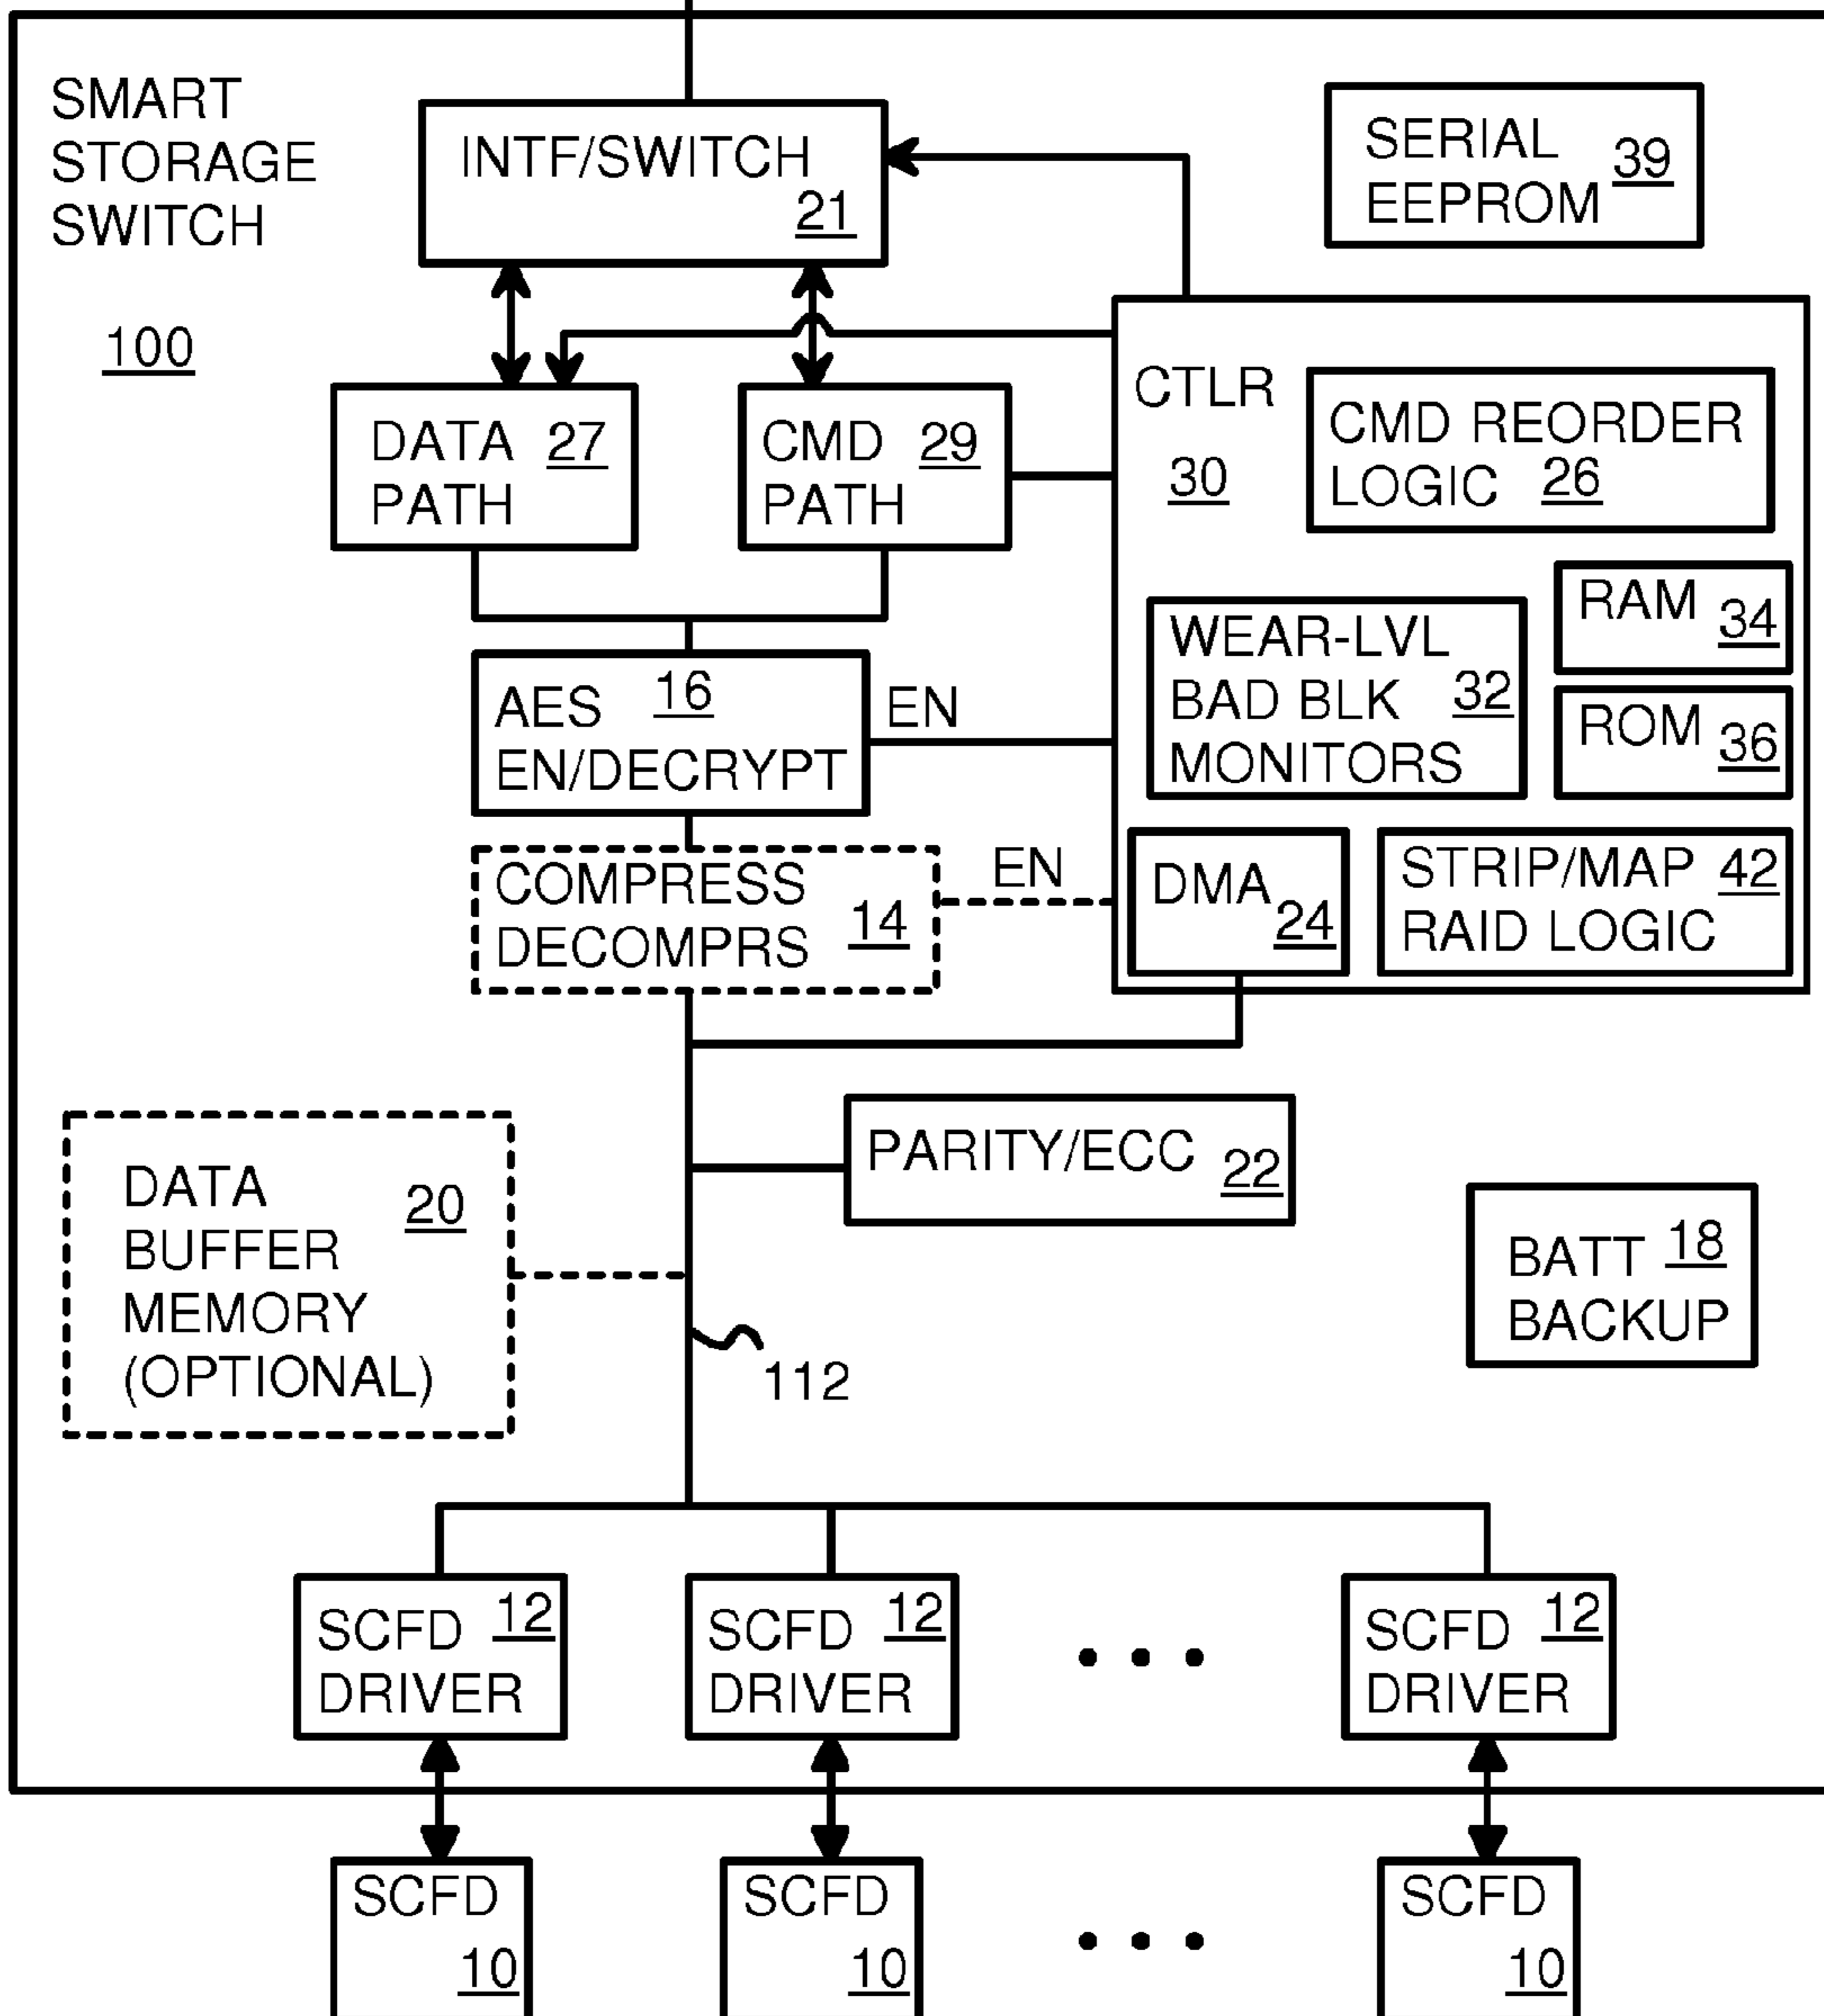 SMART
STORAGE
SWITCH
100
INTF/SWITCH
21
SERIAL
EEPROM
39
DATA
PATH
27
CMD
PATH
29
CTLR
30
CMD REORDER
LOGIC 26
WEAR-LVL
BAD BLK
MONITORS
32
RAM 34
ROM 36
AES 16
EN/DECRYPT
EN
COMPRESS
DECOMPRS
14
EN
DMA
24
STRIP/MAP
RAID LOGIC
42
PARITY/ECC 22
DATA
BUFFER
MEMORY
(OPTIONAL)
20
BATT
BACKUP
18
112
SCFD
DRIVER
12
SCFD
DRIVER
12
SCFD
DRIVER
12
SCFD
10
SCFD
10
SCFD
10